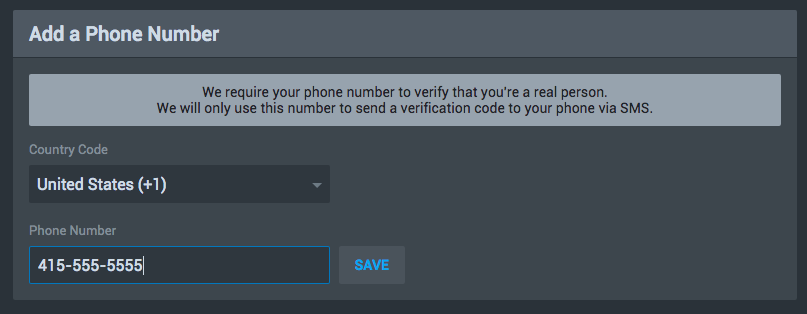 Add a Phone Number
We require your phone number to verify that you're a real person.
We will only use this number to send a verification code to your phone via SMS.
Country Code
United States (+1)
Phone Number
415-555-5555
SAVE